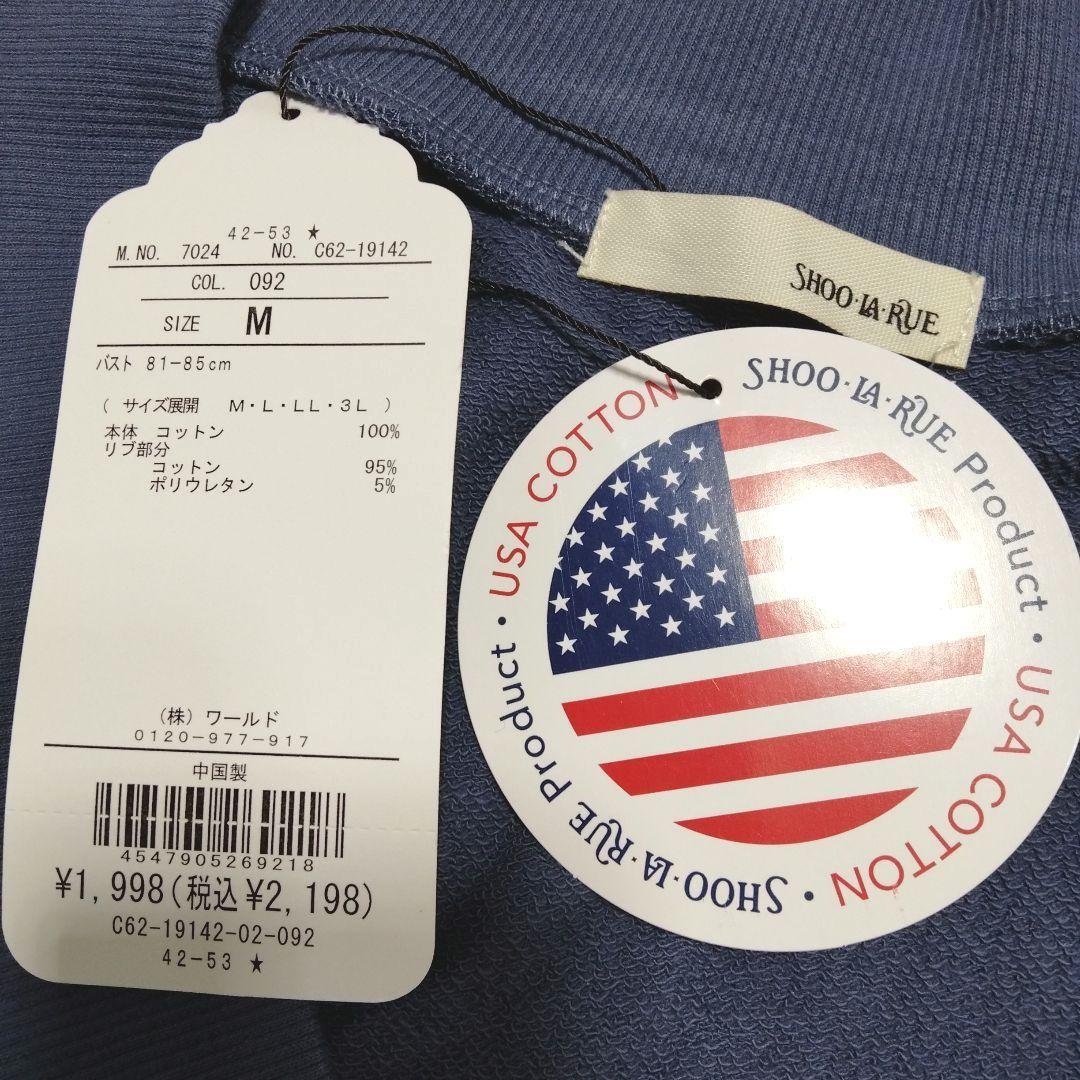 42-53 ★
M.NO. 7024 NO. C62-19142
COL. 092
SIZE M
バスト 81-85cm
( サイズ展開 M・L・LL・3L )
本体 コットン 100%
リブ部分
コットン 95%
ポリウレタン 5%
(株)ワールド
0120-977-917
中国製
4547905269218
¥1,998(税込¥2,198)
C62-19142-02-092
42-53 ★
SHOO・LA・RUE
SHOO・LA・RUE Product・USA COTTON・SHOO・LA・RUE Product・USA COTTON